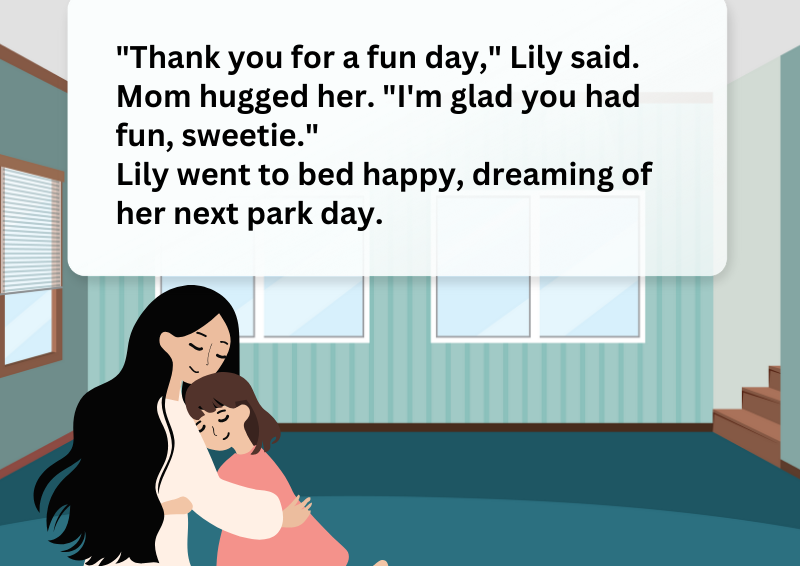 "Thank you for a fun day," Lily said.
Mom hugged her. "I'm glad you had
fun, sweetie."
Lily went to bed happy, dreaming of
her next park day.